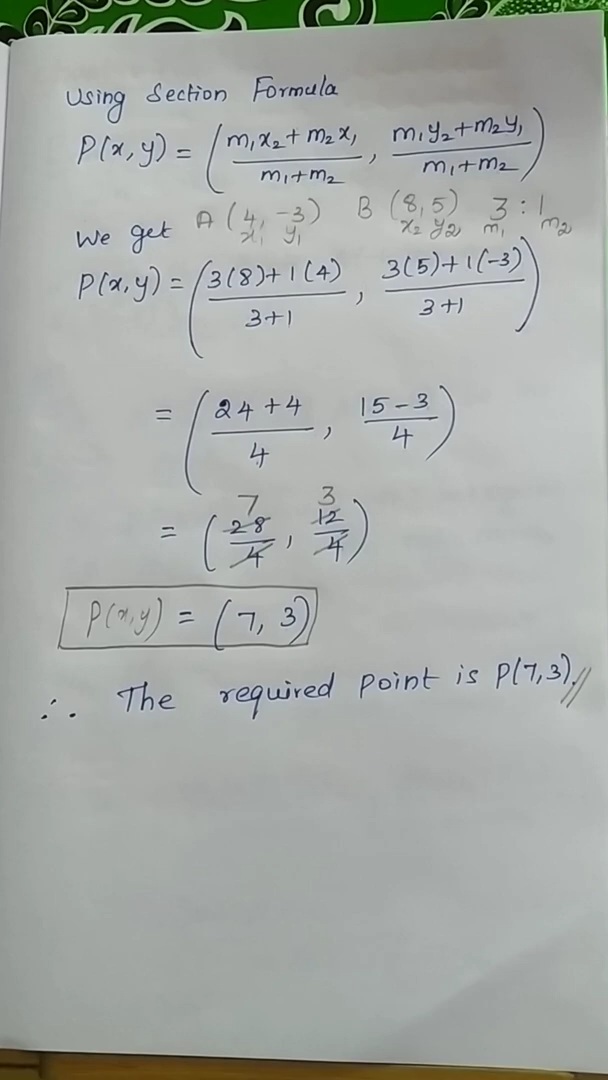 Using Section Formula
P(x, y) = ( m₁x₂ + m₂x₁ / m₁+m₂ , m₁y₂+m₂y₁ / m₁+m₂ )
We get A (4, -3) B (8, 5) 3 : 1
x₁ y₁ x₂ y₂ m₁ m₂
P(x, y) = ( 3(8)+ 1(4) / 3+1 , 3(5)+1(-3) / 3+1 )
= ( 24+4 / 4 , 15-3 / 4 )
7 3
= ( 28 / 4 , 12 / 4 )
P(x, y) = (7, 3)
∴ The required point is P(7,3).//